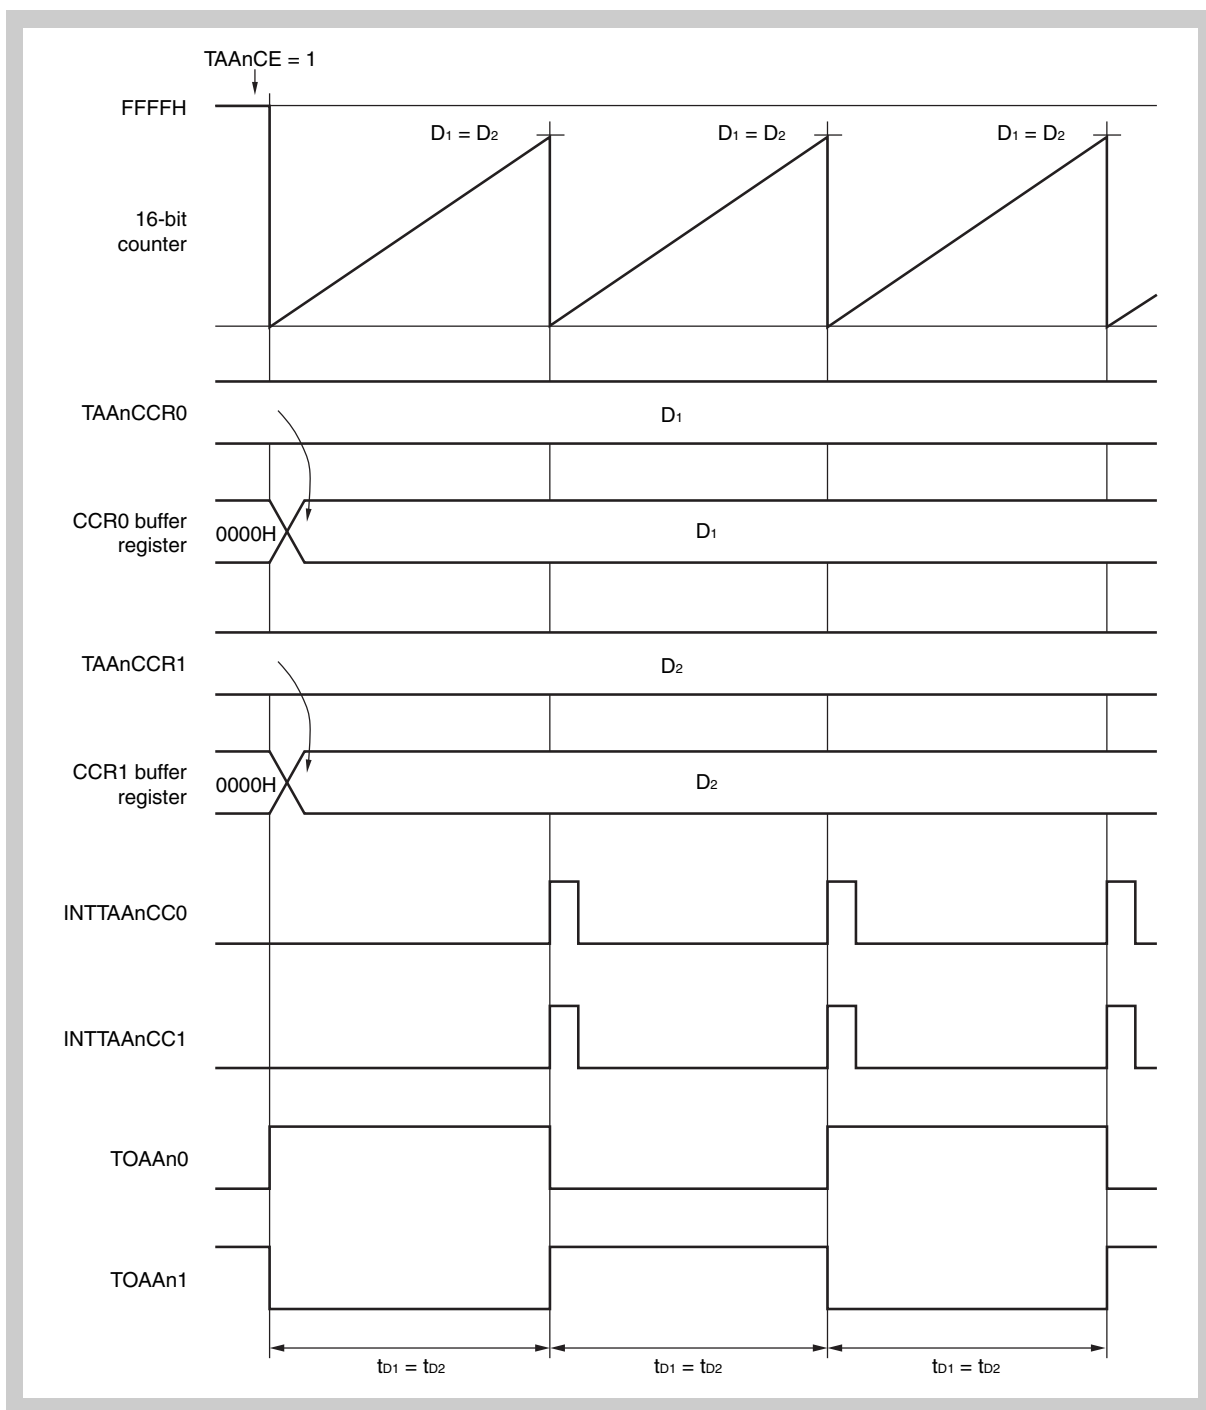 TAAnCE = 1
FFFFH
D1 = D2
D1 = D2
D1 = D2
16-bit
counter
TAAnCCR0
D1
CCR0 buffer
register
0000H
D1
TAAnCCR1
D2
CCR1 buffer
register
0000H
D2
INTTAAnCC0
INTTAAnCC1
TOAAn0
TOAAn1
tD1 = tD2
tD1 = tD2
tD1 = tD2